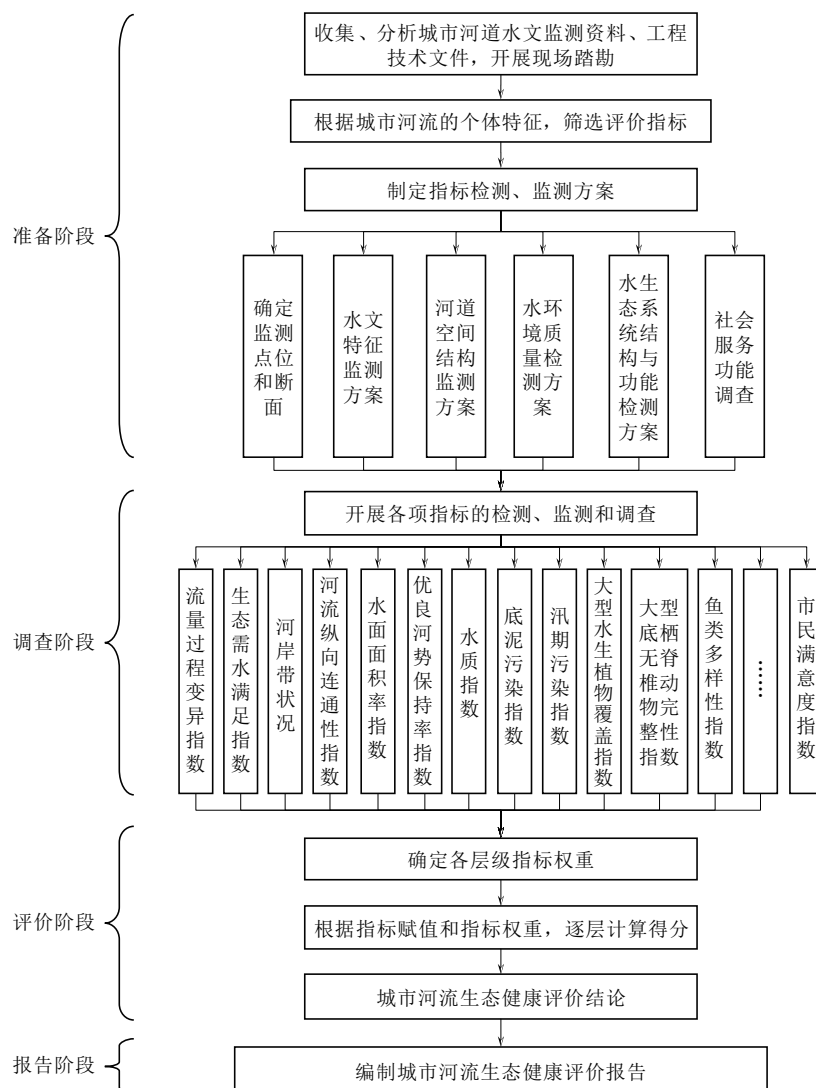 收集、分析城市河道水文监测资料、工程
技术文件，开展现场踏勘
根据城市河流的个体特征，筛选评价指标
制定指标检测、监测方案
准备阶段
确定
监测
点位
和断
面
水文
特征
监测
方案
河道
空间
结构
监测
方案
水环
境质
量检
测方
案
水生
态系
统结
构与
功能
检测
方案
社会
服务
功能
调查
开展各项指标的检测、监测和调查
调查阶段
流量过程变异指数
生态需水满足指数
河岸带状况
河流纵向连通性指数
水面面积率指数
优良河势保持率指数
水质指数
底泥污染指数
汛期污染指数
大型水生植物覆盖指数
大型
底栖
无脊
椎动
物完
整性
指数
鱼类多样性指数
……
市民满意度指数
确定各层级指标权重
评价阶段
根据指标赋值和指标权重，逐层计算得分
城市河流生态健康评价结论
报告阶段
编制城市河流生态健康评价报告